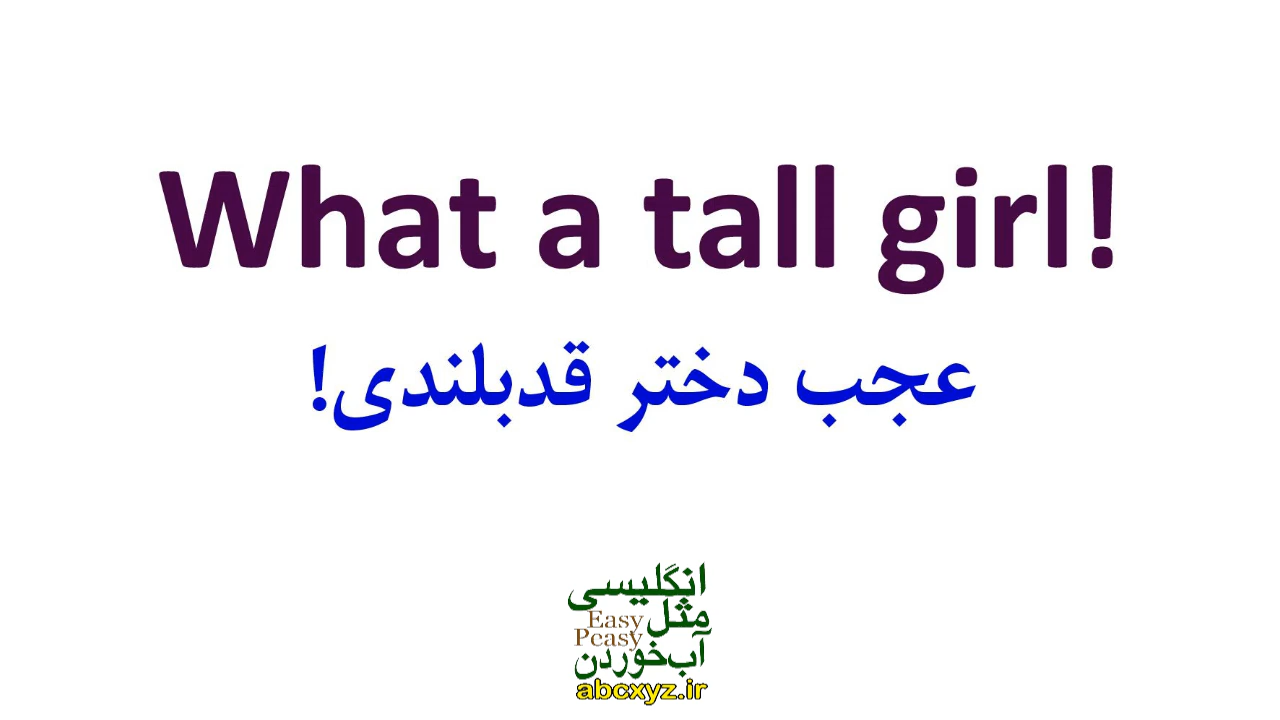 What a tall girl!
عجب دختر قدبلندی!
انگلیسی
مثل
Easy
Peasy
آب‌خوردن
abcxyz.ir